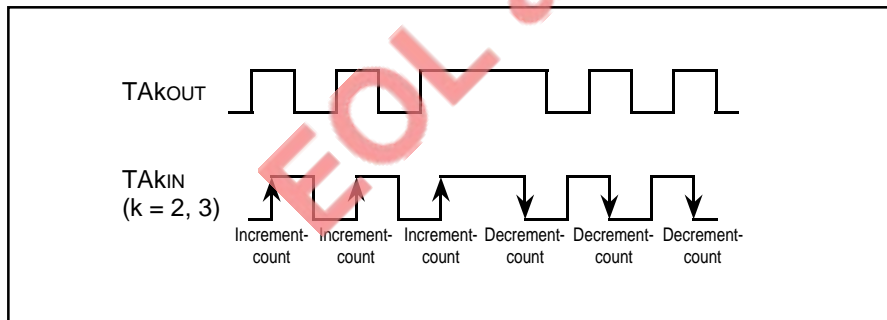 EOL
TAkOUT
TAkIN
(k = 2, 3)
Increment- Increment- Increment- Decrement- Decrement- Decrement-
count count count count count count